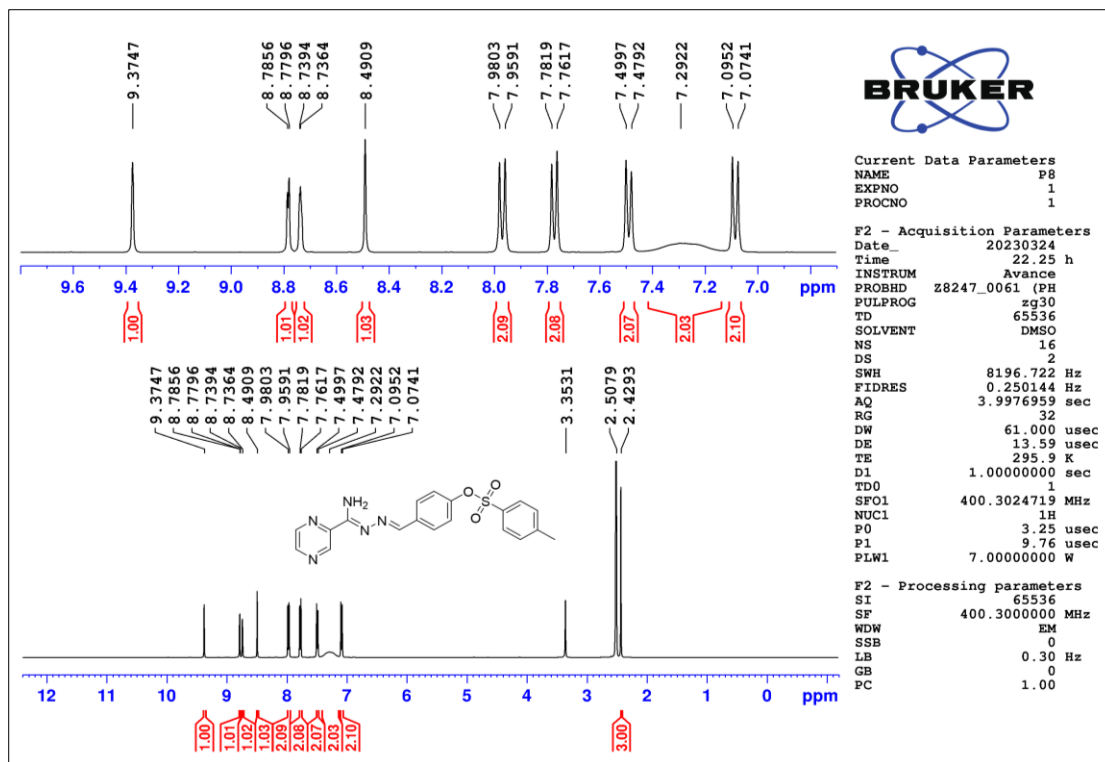 9.3747
8.7856
8.7796
8.7394
8.7364
8.4909
7.9803
7.9591
7.7819
7.7617
7.4997
7.4792
7.2922
7.0952
7.0741
9.6 9.4 9.2 9.0 8.8 8.6 8.4 8.2 8.0 7.8 7.6 7.4 7.2 7.0 ppm
1.00
1.01
1.02
1.03
2.09
2.08
2.07
2.03
2.10
9.3747
8.7856
8.7796
8.7394
8.7364
8.4909
7.9803
7.9591
7.7819
7.7617
7.4997
7.4792
7.2922
7.0952
7.0741
3.3531
2.5079
2.4293
NH2
N
N
N
N
O
S
O
O
12 11 10 9 8 7 6 5 4 3 2 1 0 ppm
1.00
1.01
1.02
1.03
2.09
2.08
2.07
2.03
2.10
3.00
BRUKER
Current Data Parameters
NAME P8
EXPNO 1
PROCNO 1
F2 - Acquisition Parameters
Date_ 20230324
Time 22.25 h
INSTRUM Avance
PROBHD Z8247_0061 (PH
PULPROG zg30
TD 65536
SOLVENT DMSO
NS 16
DS 2
SWH 8196.722 Hz
FIDRES 0.250144 Hz
AQ 3.9976959 sec
RG 32
DW 61.000 usec
DE 13.59 usec
TE 295.9 K
D1 1.00000000 sec
TD0 1
SFO1 400.3024719 MHz
NUC1 1H
P0 3.25 usec
P1 9.76 usec
PLW1 7.00000000 W
F2 - Processing parameters
SI 65536
SF 400.3000000 MHz
WDW EM
SSB 0
LB 0.30 Hz
GB 0
PC 1.00